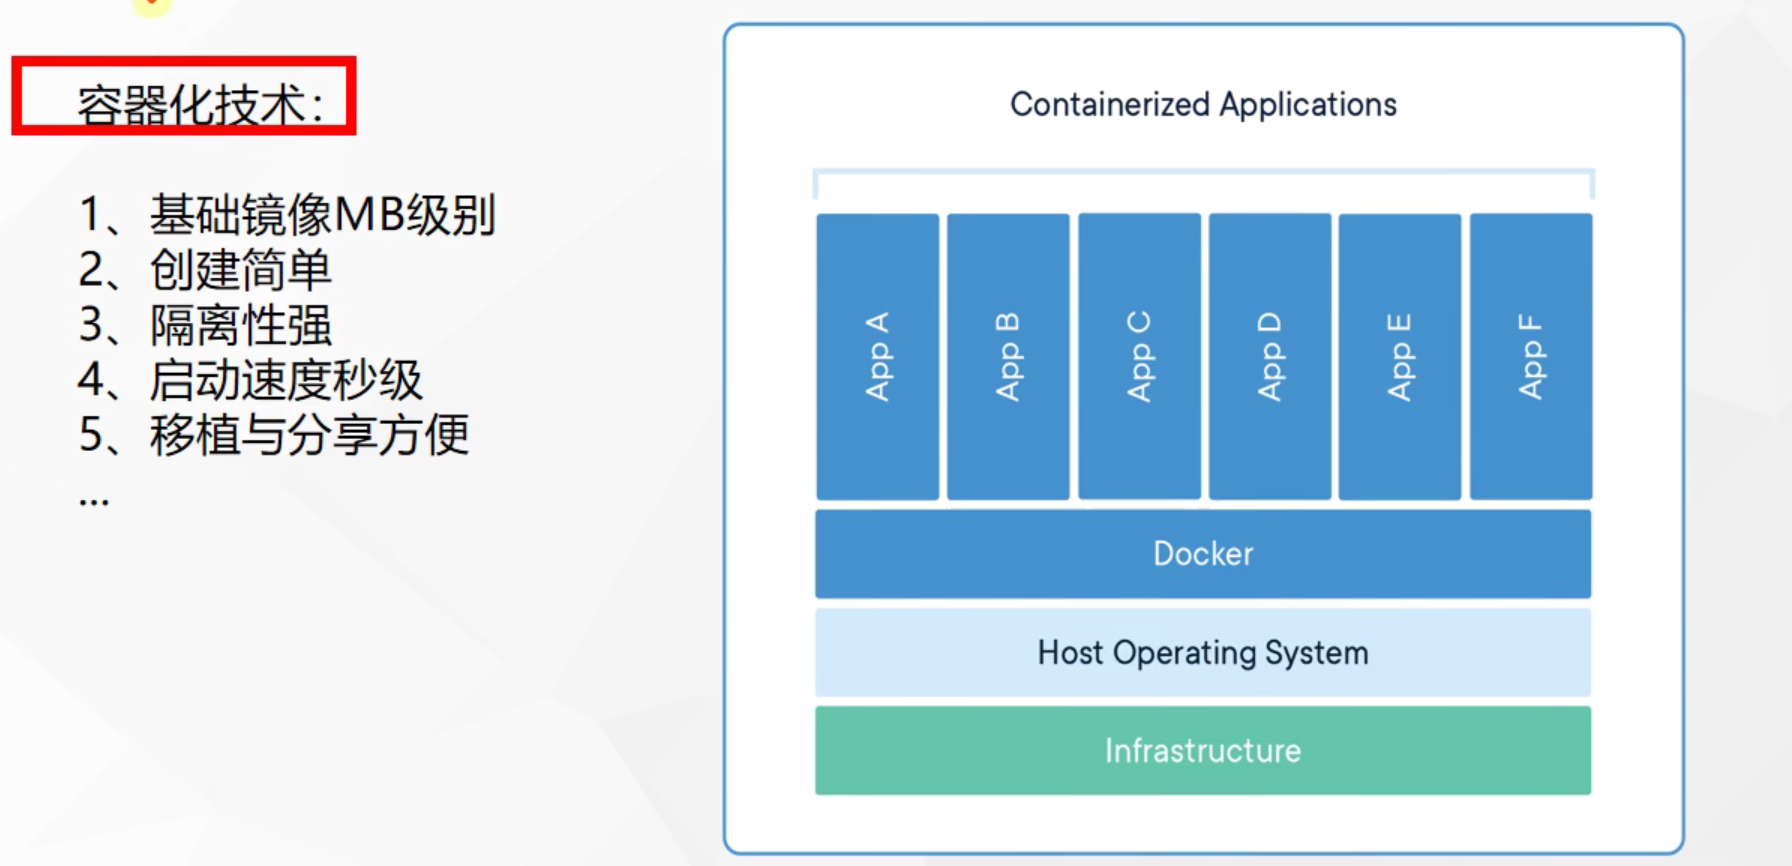 容器化技术：
1、基础镜像MB级别
2、创建简单
3、隔离性强
4、启动速度秒级
5、移植与分享方便
...
Containerized Applications
App A
App B
App C
App D
App E
App F
Docker
Host Operating System
Infrastructure